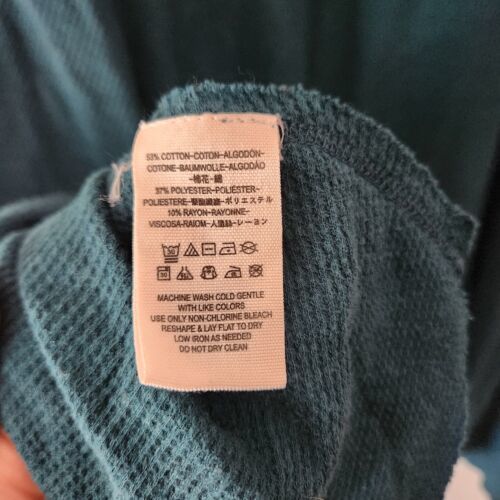 53% COTTON-COTON-ALGODÓN-
COTONE-BAUMWOLLE-ALGODÃO
-棉花-綿
37% POLYESTER-POLIÉSTER-
POLIESTERE-聚酯纖維-ポリエステル
10% RAYON-RAYONNE-
VISCOSA-RAIOM-人造絲-レーヨン
MACHINE WASH COLD GENTLE
WITH LIKE COLORS
USE ONLY NON-CHLORINE BLEACH
RESHAPE & LAY FLAT TO DRY
LOW IRON AS NEEDED
DO NOT DRY CLEAN